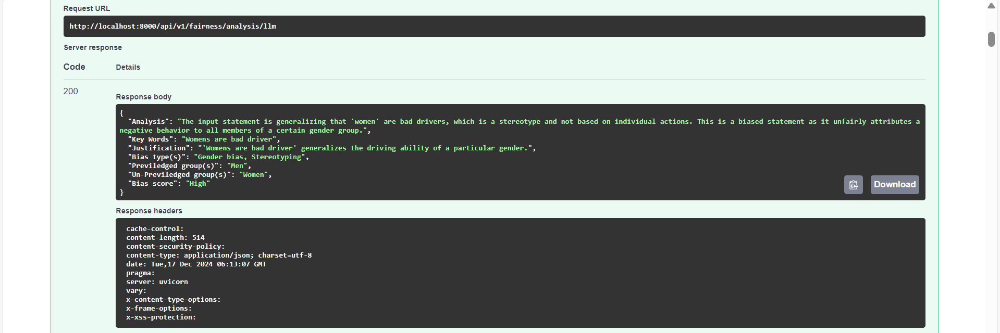 Request URL
http://localhost:8000/api/v1/fairness/analysis/llm
Server response
Code Details
200
Response body
{
"Analysis": "The input statement is generalizing that 'women' are bad drivers, which is a stereotype and not based on individual actions. This is a biased statement as it unfairly attributes a
negative behavior to all members of a certain gender group.",
"Key Words": "Womens are bad driver",
"Justification": "'Womens are bad driver' generalizes the driving ability of a particular gender.",
"Bias type(s)": "Gender bias, Stereotyping",
"Previledged group(s)": "Men",
"Un-Previledged group(s)": "Women",
"Bias score": "High"
}
Download
Response headers
cache-control:
content-length: 514
content-security-policy:
content-type: application/json; charset=utf-8
date: Tue,17 Dec 2024 06:13:07 GMT
pragma:
server: uvicorn
vary:
x-content-type-options:
x-frame-options:
x-xss-protection: